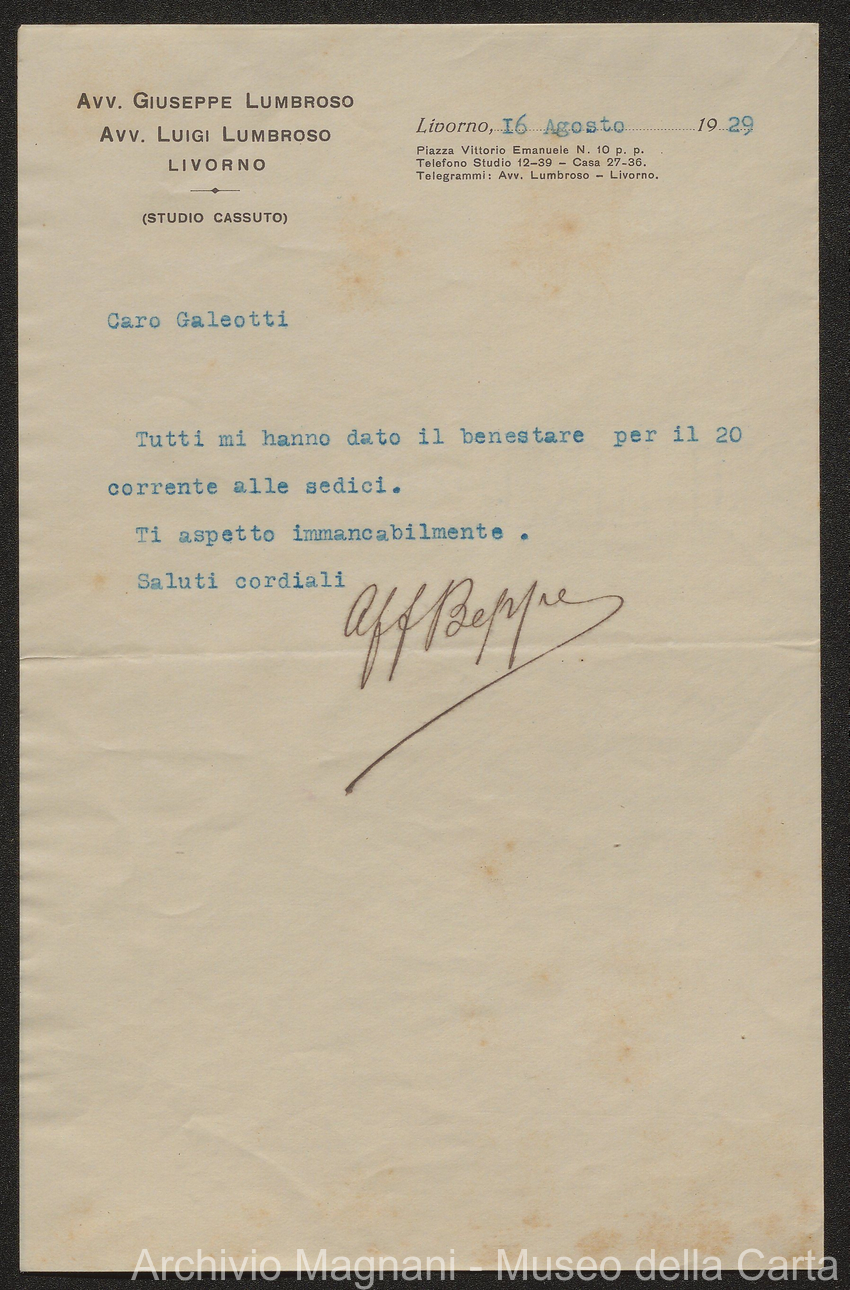 AVV. GIUSEPPE LUMBROSO
AVV. LUIGI LUMBROSO
LIVORNO
(STUDIO CASSUTO)
Livorno, 16 Agosto 1929
Piazza Vittorio Emanuele N. 10 p. p.
Telefono Studio 12-39 - Casa 27-36.
Telegrammi: Avv. Lumbroso - Livorno.
Caro Galeotti
Tutti mi hanno dato il benestare per il 20
corrente alle sedici.
Ti aspetto immancabilmente .
Saluti cordiali
Aff Beppe
Archivio Magnani - Museo della Carta